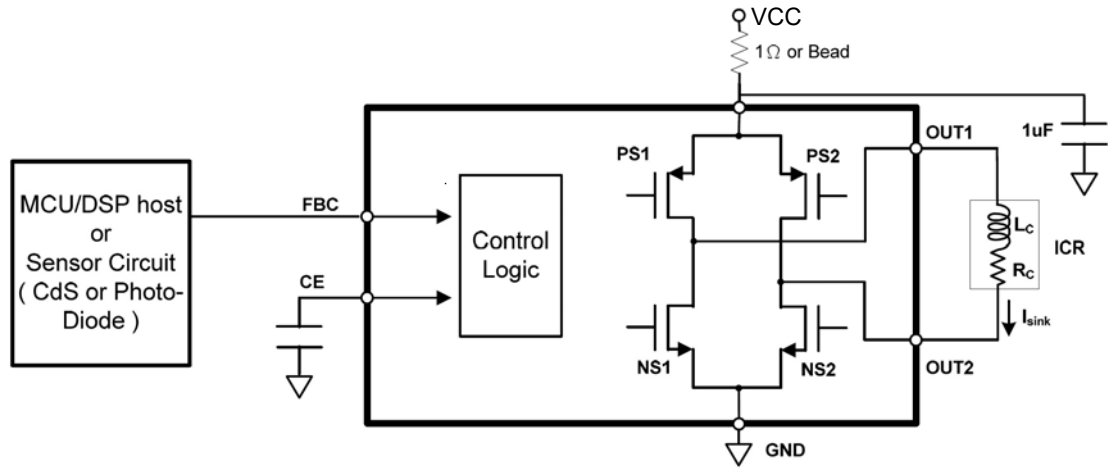 VCC
1Ω or Bead
1uF
OUT1
PS1
PS2
MCU/DSP host
or
Sensor Circuit
( CdS or Photo-
Diode )
FBC
CE
Control
Logic
LC
RC
ICR
Isink
NS1
NS2
OUT2
GND